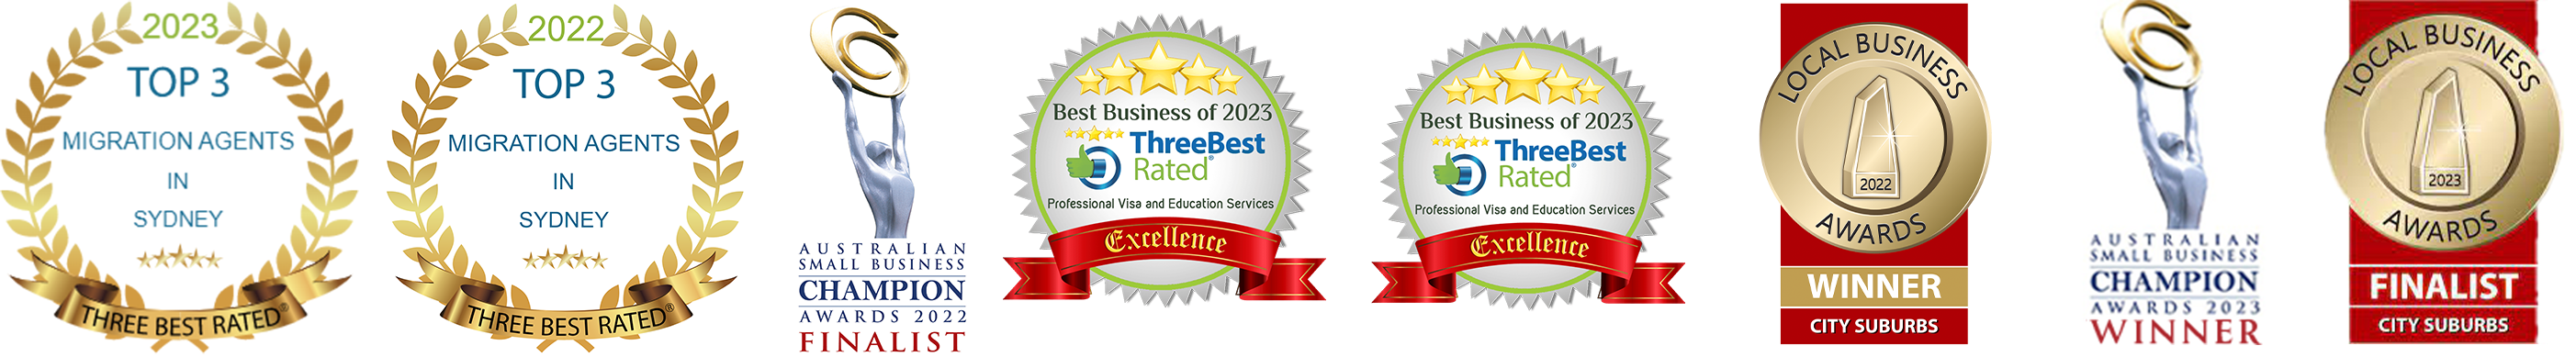 2023
TOP 3
MIGRATION AGENTS
IN
SYDNEY
THREE BEST RATED®
2022
TOP 3
MIGRATION AGENTS
IN
SYDNEY
THREE BEST RATED®
AUSTRALIAN
SMALL BUSINESS
CHAMPION
AWARDS 2022
FINALIST
Best Business of 2023
ThreeBest
Rated®
Professional Visa and Education Services
Excellence
Best Business of 2023
ThreeBest
Rated®
Professional Visa and Education Services
Excellence
LOCAL BUSINESS
2022
AWARDS
WINNER
CITY SUBURBS
AUSTRALIAN
SMALL BUSINESS
CHAMPION
AWARDS 2023
WINNER
LOCAL BUSINESS
2023
AWARDS
FINALIST
CITY SUBURBS